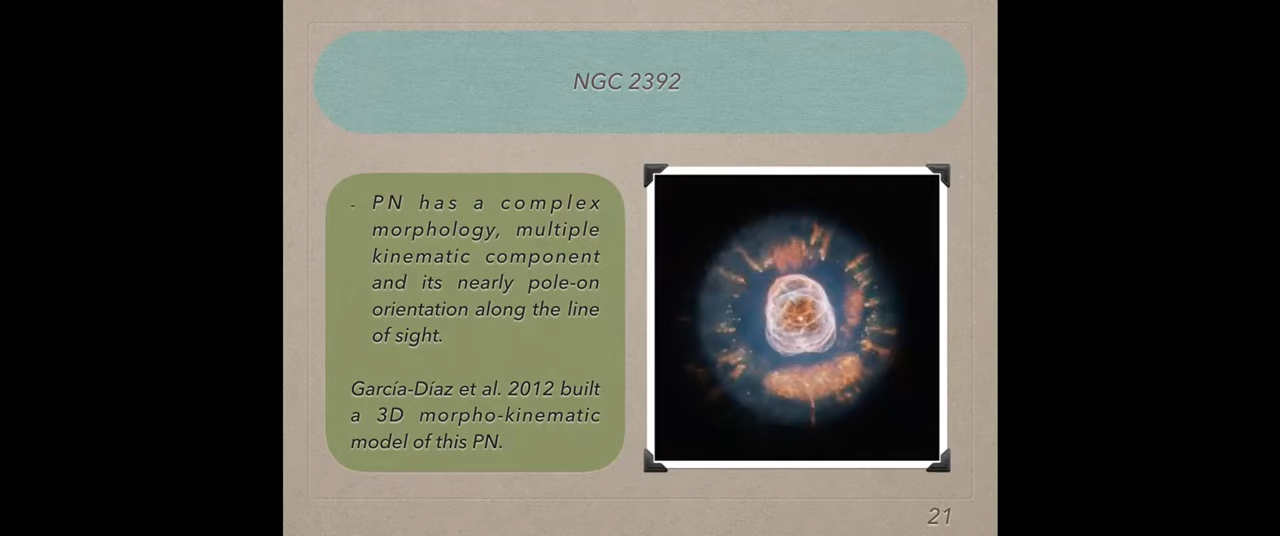 NGC 2392
- PN has a complex
morphology, multiple
kinematic component
and its nearly pole-on
orientation along the line
of sight.
García-Díaz et al. 2012 built
a 3D morpho-kinematic
model of this PN.
21